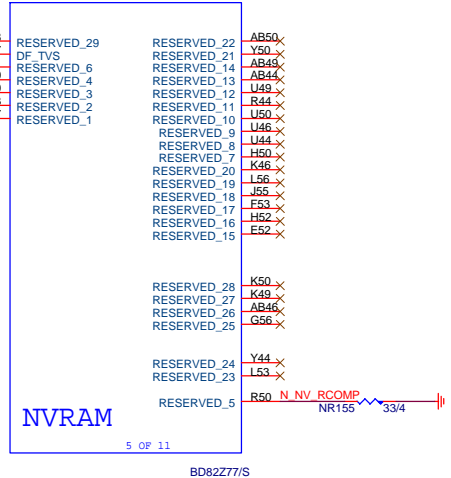 RESERVED_29 RESERVED_22 AB50
DF_TVS RESERVED_21 Y50
RESERVED_6 RESERVED_14 AB49
RESERVED_4 RESERVED_13 AB44
RESERVED_3 RESERVED_12 U49
RESERVED_2 RESERVED_11 R44
RESERVED_1 RESERVED_10 U50
RESERVED_9 U46
RESERVED_8 U44
RESERVED_7 H50
RESERVED_20 K46
RESERVED_19 L56
RESERVED_18 J55
RESERVED_17 F53
RESERVED_16 H52
RESERVED_15 E52
RESERVED_28 K50
RESERVED_27 K49
RESERVED_26 AB46
RESERVED_25 G56
RESERVED_24 Y44
RESERVED_23 L53
RESERVED_5 R50 N_NV_RCOMP
NR155 33/4
NVRAM
5 OF 11
BD82Z77/S